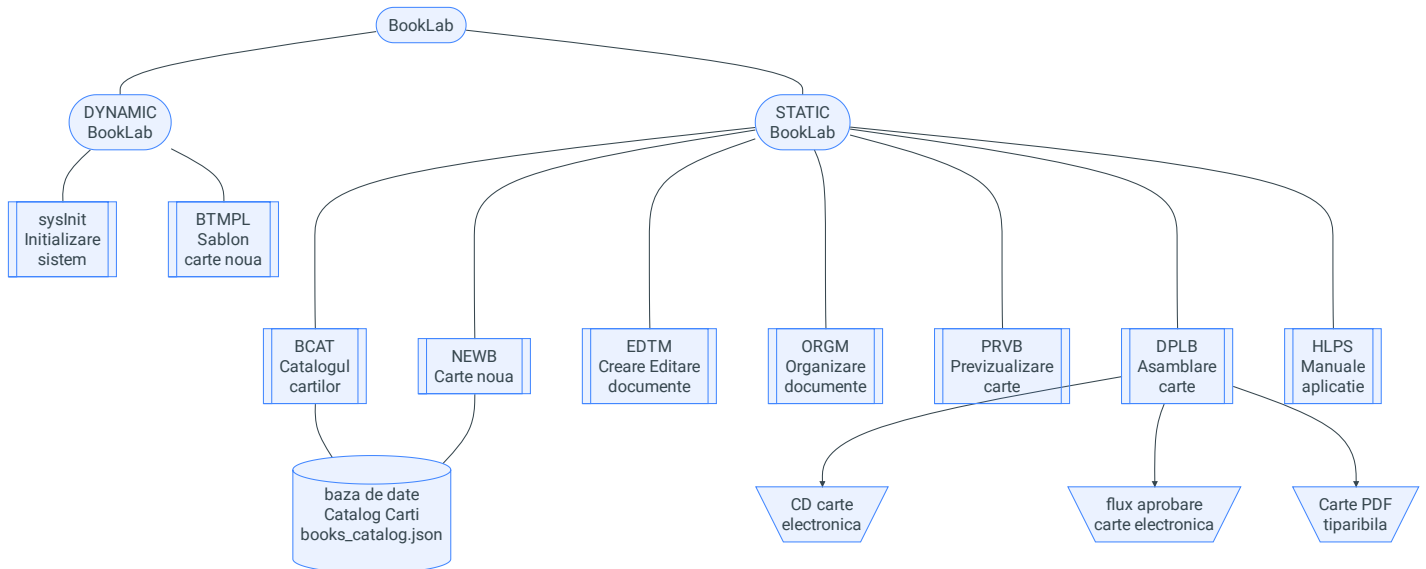 BookLab
DYNAMIC
BookLab
STATIC
BookLab
sysInit
Initializare
sistem
BTMPL
Sablon
carte noua
BCAT
Catalogul
cartilor
NEWB
Carte noua
EDTM
Creare Editare
documente
ORGM
Organizare
documente
PRVB
Previzualizare
carte
DPLB
Asamblare
carte
HLPS
Manuale
aplicatie
baza de date
Catalog Carti
books_catalog.json
CD carte
electronica
flux aprobare
carte electronica
Carte PDF
tiparibila